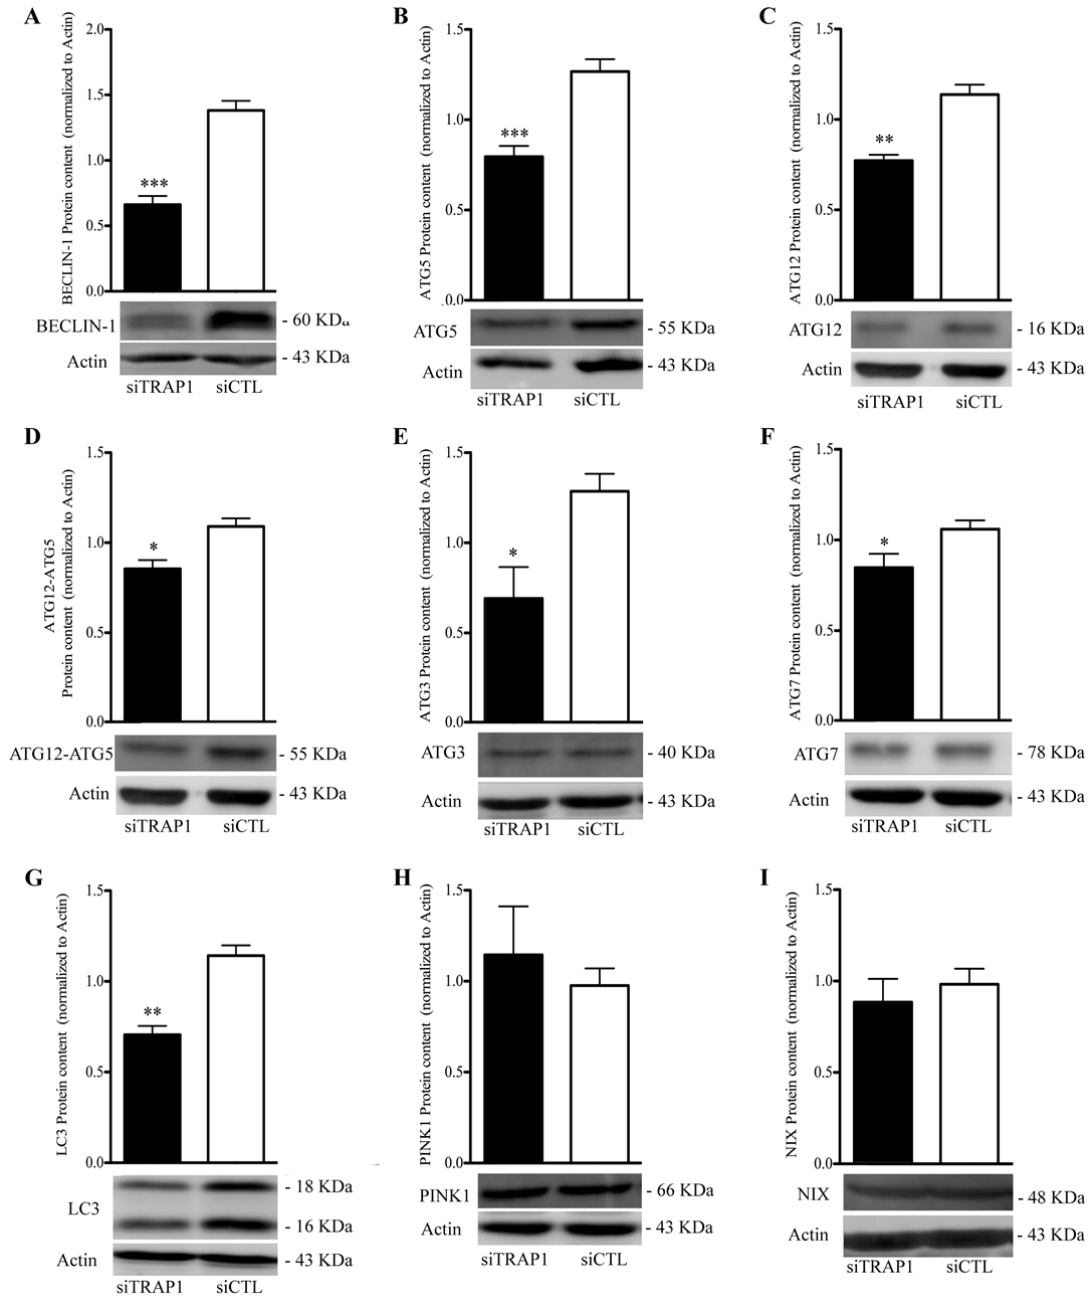 A
BECLIN-1 Protein content (normalized to Actin)
2.0
1.5
1.0
0.5
0.0
***
BECLIN-1
- 60 KDa
Actin
- 43 KDa
siTRAP1 siCTL
B
ATG5 Protein content (normalized to Actin)
1.5
1.0
0.5
0.0
***
ATG5
- 55 KDa
Actin
- 43 KDa
siTRAP1 siCTL
C
ATG12 Protein content (normalized to Actin)
1.5
1.0
0.5
0.0
**
ATG12
- 16 KDa
Actin
- 43 KDa
siTRAP1 siCTL
D
ATG12-ATG5
Protein content (normalized to Actin)
1.5
1.0
0.5
0.0
*
ATG12-ATG5
- 55 KDa
Actin
- 43 KDa
siTRAP1 siCTL
E
ATG3 Protein content (normalized to Actin)
1.5
1.0
0.5
0.0
*
ATG3
- 40 KDa
Actin
- 43 KDa
siTRAP1 siCTL
F
ATG7 Protein content (normalized to Actin)
1.5
1.0
0.5
0.0
*
ATG7
- 78 KDa
Actin
- 43 KDa
siTRAP1 siCTL
G
LC3 Protein content (normalized to Actin)
1.5
1.0
0.5
0.0
**
LC3
- 18 KDa
- 16 KDa
Actin
- 43 KDa
siTRAP1 siCTL
H
PINK1 Protein content (normalized to Actin)
1.5
1.0
0.5
0.0
PINK1
- 66 KDa
Actin
- 43 KDa
siTRAP1 siCTL
I
NIX Protein content (normalized to Actin)
1.5
1.0
0.5
0.0
NIX
- 48 KDa
Actin
- 43 KDa
siTRAP1 siCTL